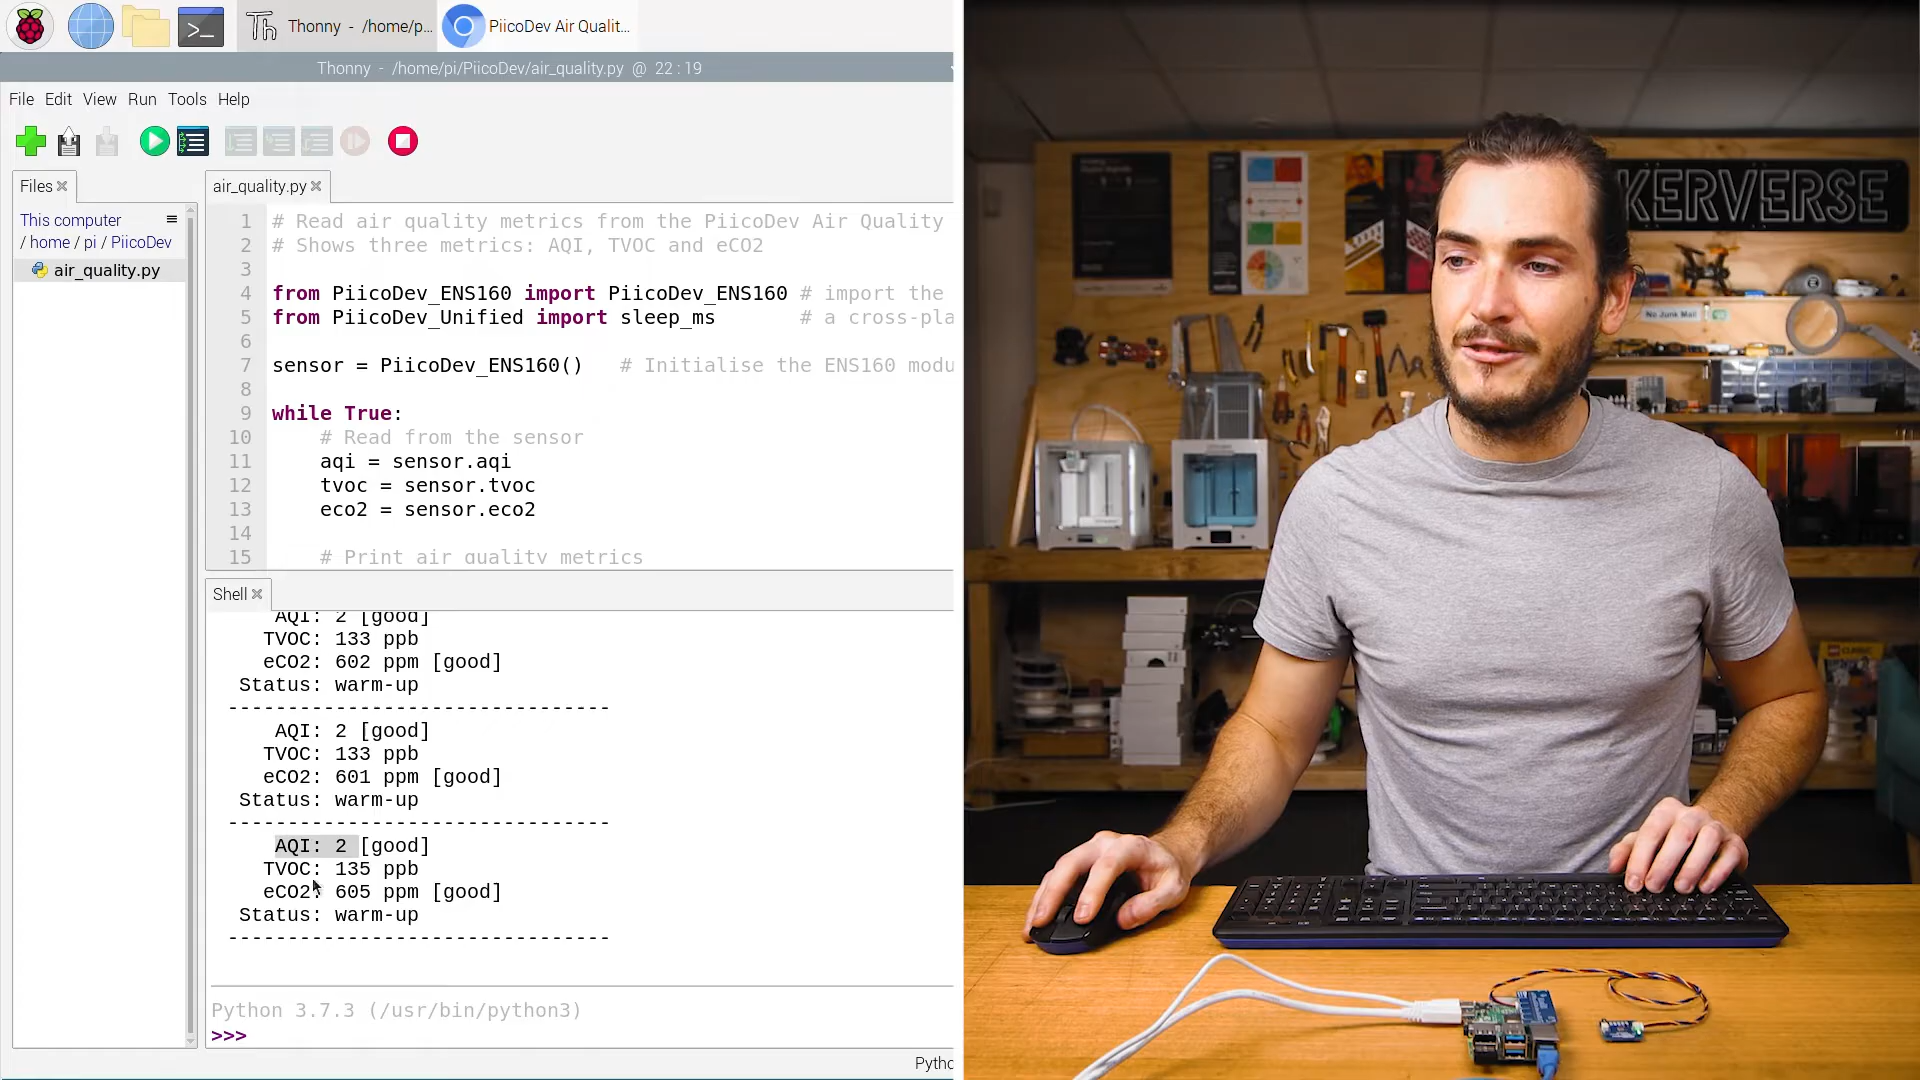 Thonny - /home/p...
PiicoDev Air Qualit...
Thonny - /home/pi/PiicoDev/air_quality.py @ 22 : 19
File Edit View Run Tools Help
Files
air_quality.py
This computer
/ home / pi / PiicoDev
air_quality.py
1 # Read air quality metrics from the PiicoDev Air Quality
2 # Shows three metrics: AQI, TVOC and eCO2
3
4 from PiicoDev_ENS160 import PiicoDev_ENS160 # import the
5 from PiicoDev_Unified import sleep_ms # a cross-pla
6
7 sensor = PiicoDev_ENS160() # Initialise the ENS160 modu
8
9 while True:
10 # Read from the sensor
11 aqi = sensor.aqi
12 tvoc = sensor.tvoc
13 eco2 = sensor.eco2
14
15 # Print air quality metrics
Shell
AQI: 2 [good]
TVOC: 133 ppb
eCO2: 602 ppm [good]
Status: warm-up
-------------------------------
AQI: 2 [good]
TVOC: 133 ppb
eCO2: 601 ppm [good]
Status: warm-up
-------------------------------
AQI: 2 [good]
TVOC: 135 ppb
eCO2: 605 ppm [good]
Status: warm-up
-------------------------------
Python 3.7.3 (/usr/bin/python3)
>>>
Pytho
KERVERSE
No Junk Mail